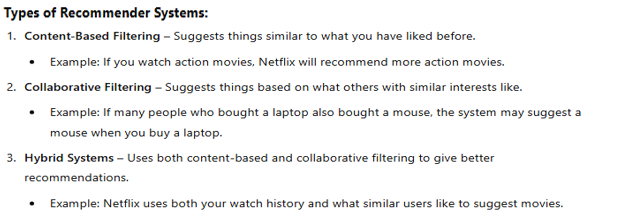 Types of Recommender Systems:
1. Content-Based Filtering – Suggests things similar to what you have liked before.
• Example: If you watch action movies, Netflix will recommend more action movies.
2. Collaborative Filtering – Suggests things based on what others with similar interests like.
• Example: If many people who bought a laptop also bought a mouse, the system may suggest a
mouse when you buy a laptop.
3. Hybrid Systems – Uses both content-based and collaborative filtering to give better
recommendations.
• Example: Netflix uses both your watch history and what similar users like to suggest movies.